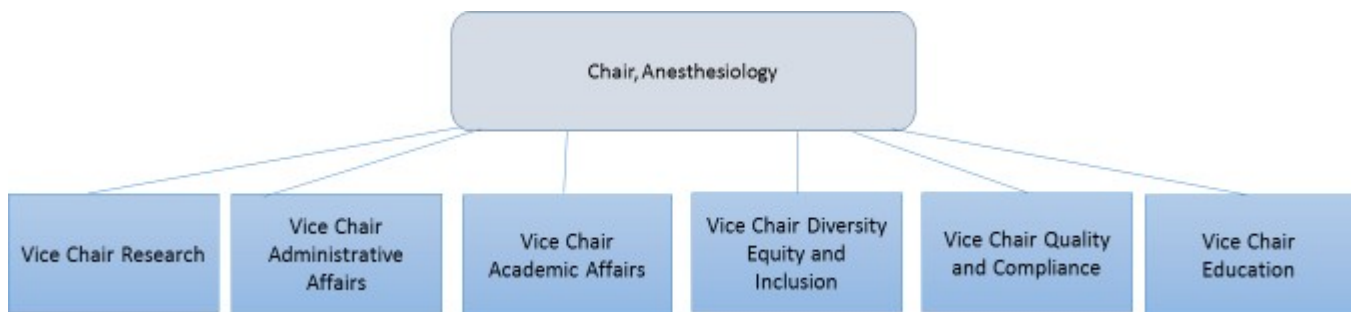 Chair, Anesthesiology
Vice Chair Research
Vice Chair
Administrative
Affairs
Vice Chair
Academic Affairs
Vice Chair Diversity
Equity and
Inclusion
Vice Chair Quality
and Compliance
Vice Chair
Education